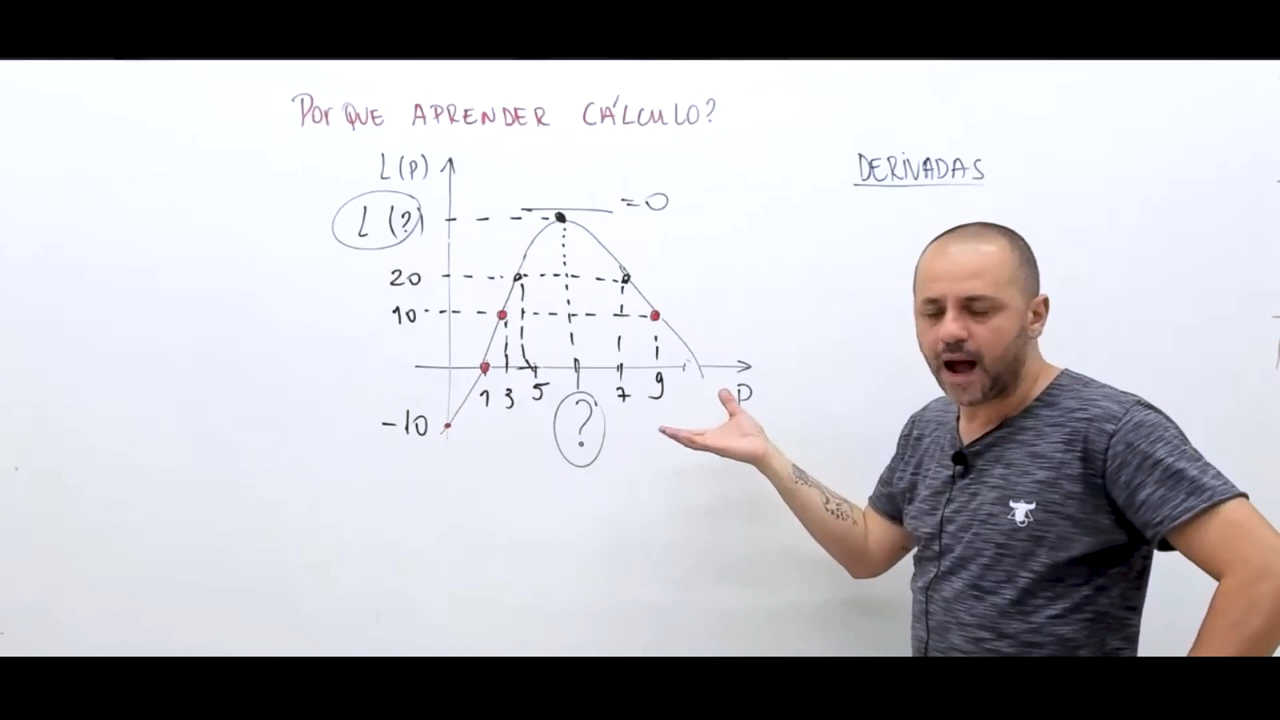 Por QUE APRENDER CÁLCULO?
DERIVADAS
L(P)
= 0
L(?)
20
10
1 3 5 7 9 P
?
-10